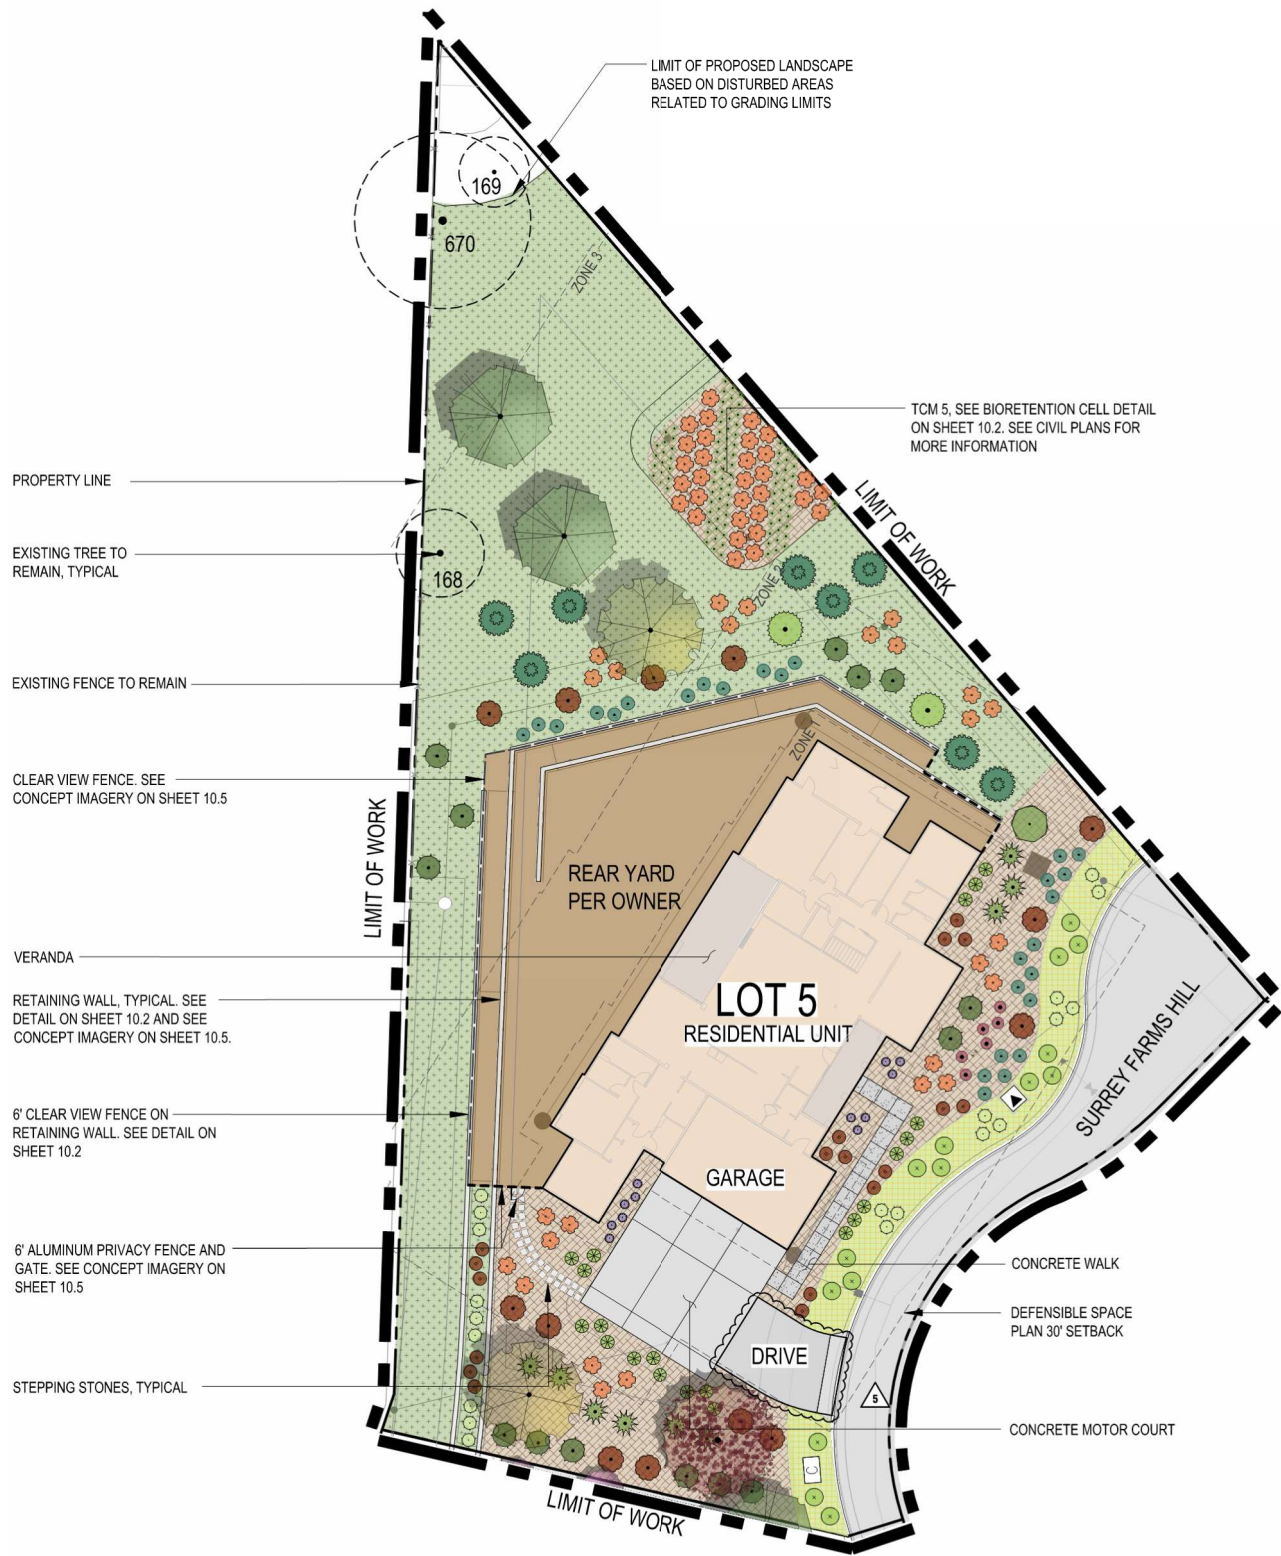 LIMIT OF PROPOSED LANDSCAPE
BASED ON DISTURBED AREAS
RELATED TO GRADING LIMITS
169
670
ZONE 3
TCM 5, SEE BIORETENTION CELL DETAIL
ON SHEET 10.2. SEE CIVIL PLANS FOR
MORE INFORMATION
PROPERTY LINE
LIMIT OF WORK
EXISTING TREE TO
REMAIN, TYPICAL
168
ZONE 2
EXISTING FENCE TO REMAIN
ZONE 1
CLEAR VIEW FENCE. SEE
CONCEPT IMAGERY ON SHEET 10.5
LIMIT OF WORK
REAR YARD
PER OWNER
VERANDA
RETAINING WALL, TYPICAL. SEE
DETAIL ON SHEET 10.2 AND SEE
CONCEPT IMAGERY ON SHEET 10.5.
LOT 5
RESIDENTIAL UNIT
SURREY FARMS HILL
6' CLEAR VIEW FENCE ON
RETAINING WALL. SEE DETAIL ON
SHEET 10.2
GARAGE
6' ALUMINUM PRIVACY FENCE AND
GATE. SEE CONCEPT IMAGERY ON
SHEET 10.5
CONCRETE WALK
DEFENSIBLE SPACE
PLAN 30' SETBACK
DRIVE
STEPPING STONES, TYPICAL
5
CONCRETE MOTOR COURT
C
LIMIT OF WORK